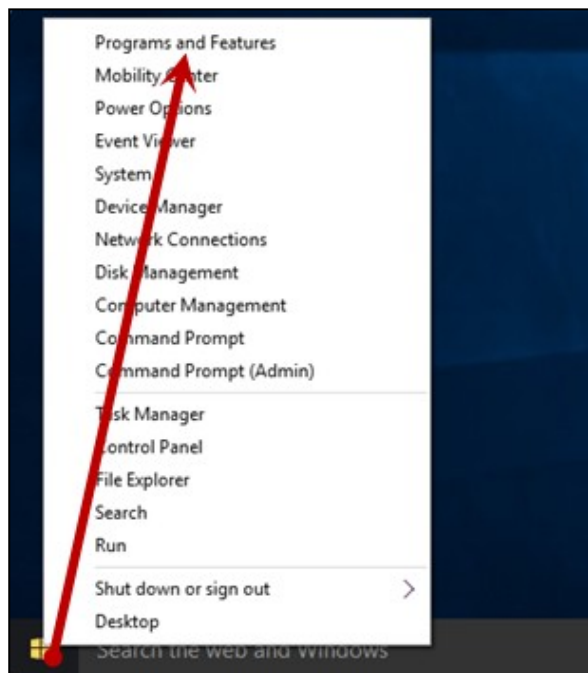 Programs and Features
Mobility Center
Power Options
Event Viewer
System
Device Manager
Network Connections
Disk Management
Computer Management
Command Prompt
Command Prompt (Admin)
Task Manager
Control Panel
File Explorer
Search
Run
Shut down or sign out
Desktop
Search the web and Windows